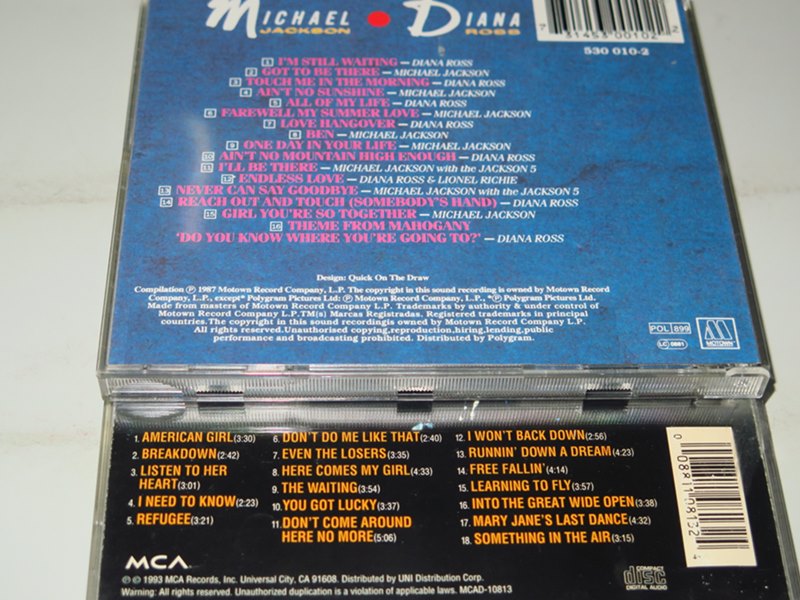 MICHAEL JACKSON DIANA ROSS
7 31453 00102 2
530 010-2
1 I'M STILL WAITING – DIANA ROSS
2 GOT TO BE THERE – MICHAEL JACKSON
3 TOUCH ME IN THE MORNING – DIANA ROSS
4 AIN'T NO SUNSHINE – MICHAEL JACKSON
5 ALL OF MY LIFE – DIANA ROSS
6 FAREWELL MY SUMMER LOVE – MICHAEL JACKSON
7 LOVE HANGOVER – DIANA ROSS
8 BEN – MICHAEL JACKSON
9 ONE DAY IN YOUR LIFE – MICHAEL JACKSON
10 AIN'T NO MOUNTAIN HIGH ENOUGH – DIANA ROSS
11 I'LL BE THERE – MICHAEL JACKSON with the JACKSON 5
12 ENDLESS LOVE – DIANA ROSS & LIONEL RICHIE
13 NEVER CAN SAY GOODBYE – MICHAEL JACKSON with the JACKSON 5
14 REACH OUT AND TOUCH (SOMEBODY'S HAND) – DIANA ROSS
15 GIRL YOU'RE SO TOGETHER – MICHAEL JACKSON
16 THEME FROM MAHOGANY
'DO YOU KNOW WHERE YOU'RE GOING TO?' – DIANA ROSS
Design: Quick On The Draw
Compilation ℗ 1987 Motown Record Company, L.P. The copyright in this sound recording is owned by Motown Record
Company, L.P., except* Polygram Pictures Ltd: ℗ Motown Record Company, L.P., *℗ Polygram Pictures Ltd.
Made from masters of Motown Record Company L.P. Trademarks by authority & under control of
Motown Record Company L.P.TM(s) Marcas Registradas. Registered trademarks in principal
countries.The copyright in this sound recordingis owned by Motown Record Company L.P.
All rights reserved.Unauthorised copying,reproduction,hiring,lending,public
performance and broadcasting prohibited. Distributed by Polygram.
POL 899
LC 0881
MOTOWN
1. AMERICAN GIRL(3:30)
2. BREAKDOWN(2:42)
3. LISTEN TO HER
HEART(3:01)
4. I NEED TO KNOW(2:23)
5. REFUGEE(3:21)
6. DON'T DO ME LIKE THAT(2:40)
7. EVEN THE LOSERS(3:35)
8. HERE COMES MY GIRL(4:33)
9. THE WAITING(3:54)
10. YOU GOT LUCKY(3:37)
11. DON'T COME AROUND
HERE NO MORE(5:06)
12. I WON'T BACK DOWN(2:56)
13. RUNNIN' DOWN A DREAM(4:23)
14. FREE FALLIN'(4:14)
15. LEARNING TO FLY(3:57)
16. INTO THE GREAT WIDE OPEN(3:38)
17. MARY JANE'S LAST DANCE(4:32)
18. SOMETHING IN THE AIR(3:15)
0 08811 08132 4
MCA
℗ © 1993 MCA Records, Inc. Universal City, CA 91608. Distributed by UNI Distribution Corp.
Warning: All rights reserved. Unauthorized duplication is a violation of applicable laws. MCAD-10813
COMPACT
disc
DIGITAL AUDIO